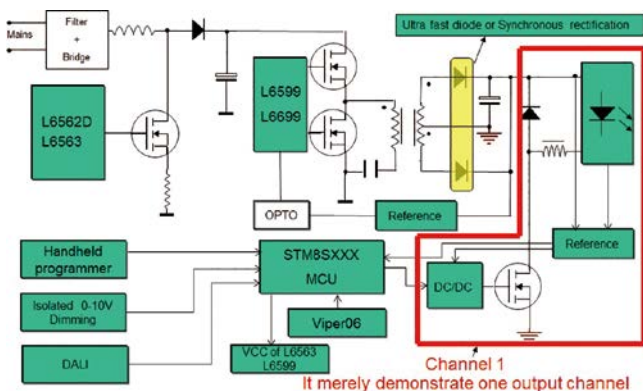 Ultra fast diode or Synchronous rectification
Mains
Filter
+
Bridge
L6562D
L6563
L6599
L6699
OPTO
Reference
Reference
Handheld
programmer
STM8SXXX
MCU
DC/DC
Isolated 0-10V
Dimming
Viper06
DALI
VCC of L6563
L6599
Channel 1
It merely demonstrate one output channel